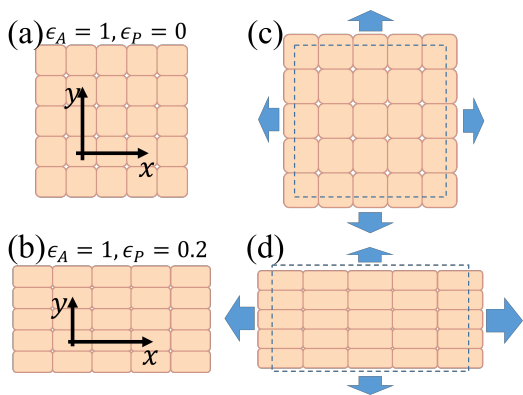 (a) ϵ_A = 1, ϵ_P = 0
y
x
(c)
(b) ϵ_A = 1, ϵ_P = 0.2
y
x
(d)